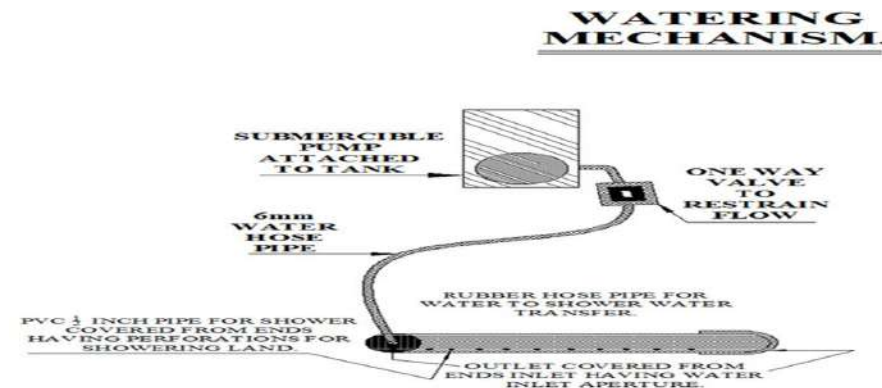 WATERING
MECHANISM.
SUBMERCIBLE
PUMP
ATTACHED
TO TANK
ONE WAY
VALVE
TO
RESTRAIN
FLOW
6mm
WATER
HOSE
PIPE
RUBBER HOSE PIPE FOR
WATER TO SHOWER WATER
TRANSFER.
PVC ½ INCH PIPE FOR SHOWER
COVERED FROM ENDS
HAVING PERFORATIONS FOR
SHOWERING LAND.
OUTLET COVERED FROM
ENDS INLET HAVING WATER
INLET APERTURE.